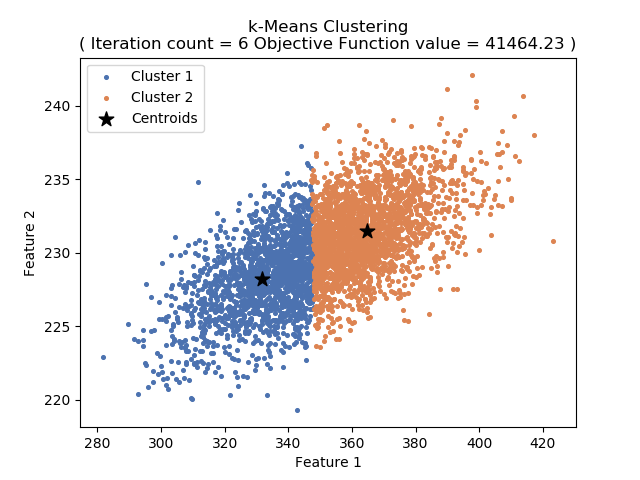 k-Means Clustering
( Iteration count = 6 Objective Function value = 41464.23 )
Cluster 1
Cluster 2
Centroids
240
235
230
225
220
Feature 2
280 300 320 340 360 380 400 420
Feature 1